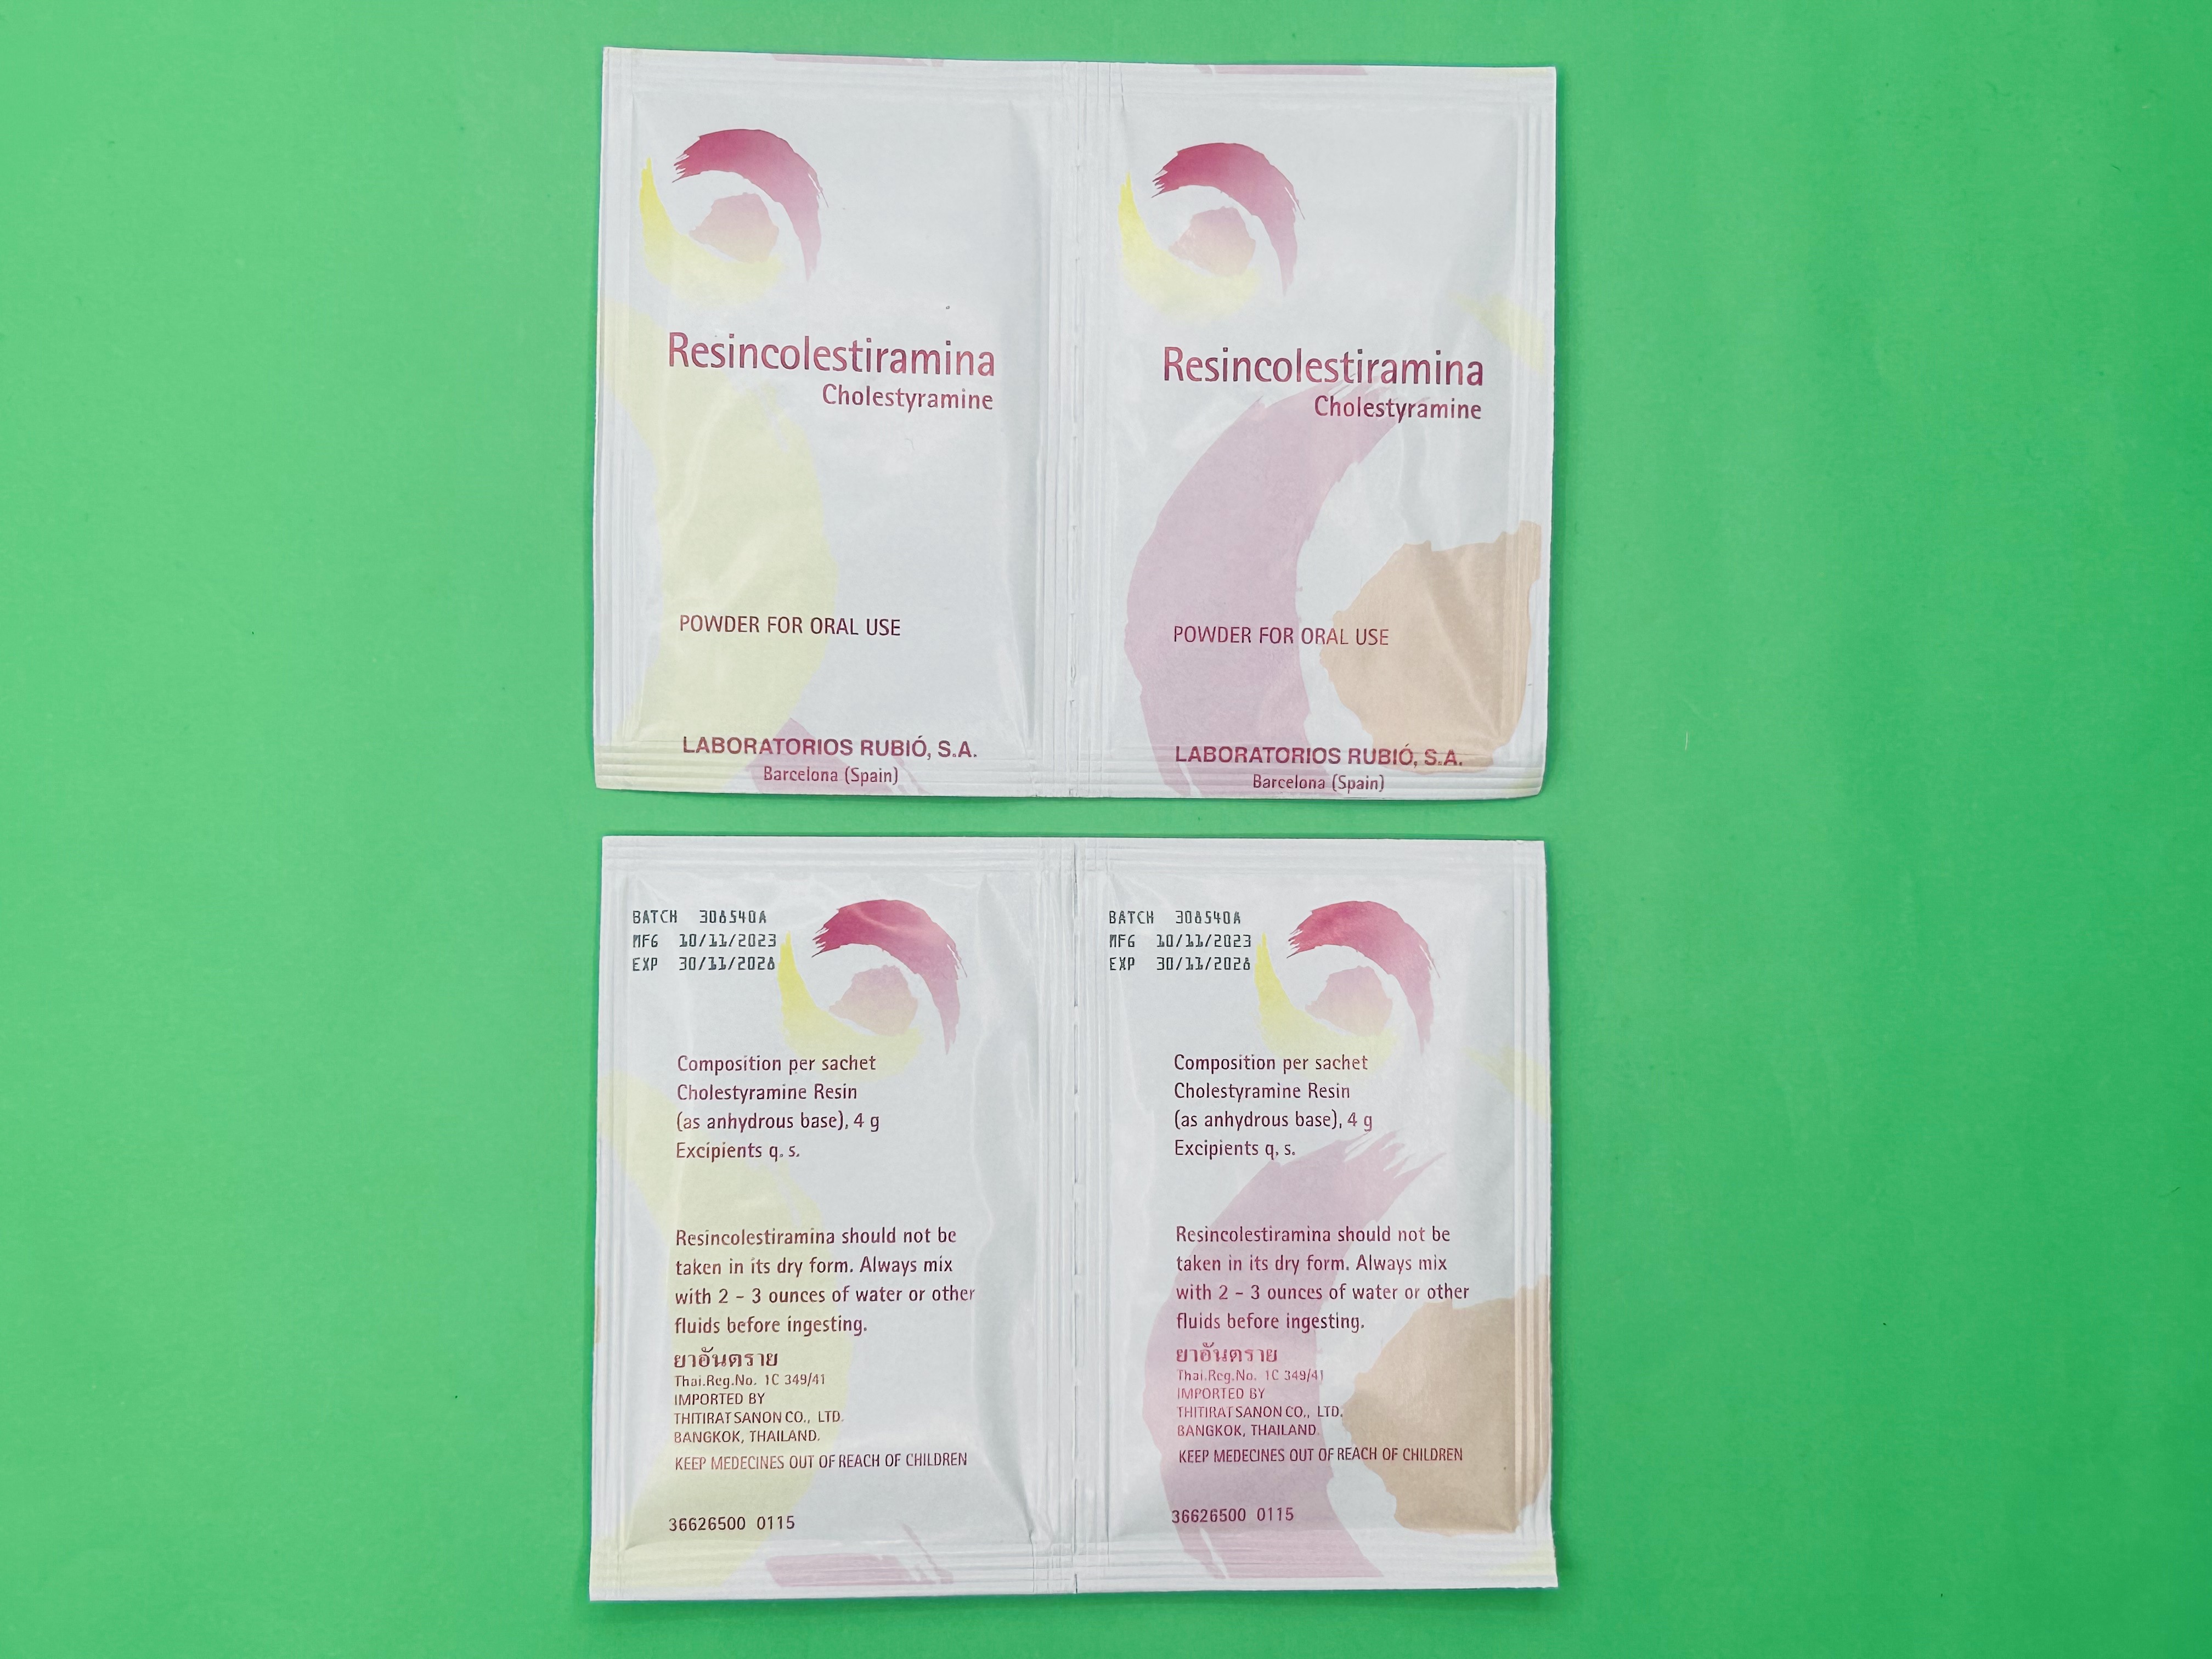 Resincolestiramina
Cholestyramine
POWDER FOR ORAL USE
LABORATORIOS RUBIÓ, S.A.
Barcelona (Spain)
Resincolestiramina
Cholestyramine
POWDER FOR ORAL USE
LABORATORIOS RUBIÓ, S.A.
Barcelona (Spain)
BATCH 308540A
MFG 10/11/2023
EXP 30/11/2028
Composition per sachet
Cholestyramine Resin
(as anhydrous base), 4 g
Excipients q. s.
Resincolestiramina should not be
taken in its dry form. Always mix
with 2 - 3 ounces of water or other
fluids before ingesting.
ยาอันตราย
Thai.Reg.No. 1C 349/41
IMPORTED BY
THITIRATSANON CO., LTD.
BANGKOK, THAILAND.
KEEP MEDECINES OUT OF REACH OF CHILDREN
36626500 0115
BATCH 308540A
MFG 10/11/2023
EXP 30/11/2028
Composition per sachet
Cholestyramine Resin
(as anhydrous base), 4 g
Excipients q. s.
Resincolestiramina should not be
taken in its dry form. Always mix
with 2 - 3 ounces of water or other
fluids before ingesting.
ยาอันตราย
Thai.Reg.No. 1C 349/41
IMPORTED BY
THITIRATSANON CO., LTD.
BANGKOK, THAILAND.
KEEP MEDECINES OUT OF REACH OF CHILDREN
36626500 0115